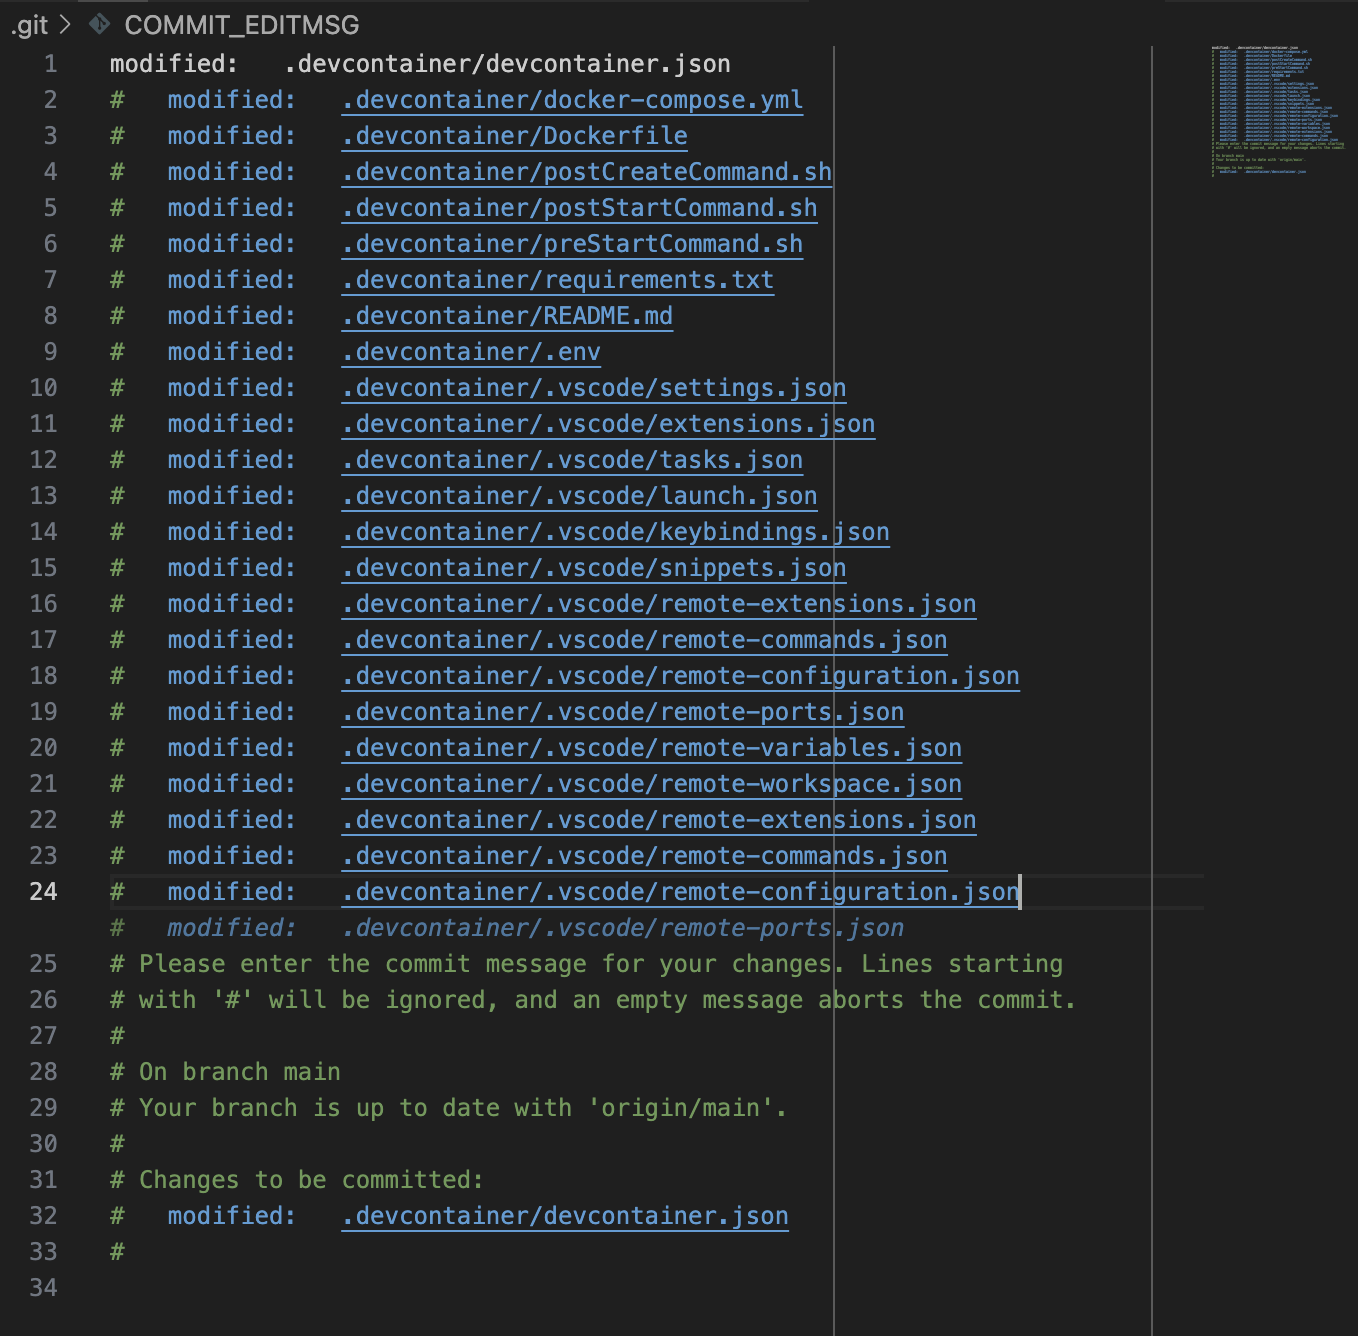 .git > COMMIT_EDITMSG
1 modified:   .devcontainer/devcontainer.json
2 #   modified:   .devcontainer/docker-compose.yml
3 #   modified:   .devcontainer/Dockerfile
4 #   modified:   .devcontainer/postCreateCommand.sh
5 #   modified:   .devcontainer/postStartCommand.sh
6 #   modified:   .devcontainer/preStartCommand.sh
7 #   modified:   .devcontainer/requirements.txt
8 #   modified:   .devcontainer/README.md
9 #   modified:   .devcontainer/.env
10 #   modified:   .devcontainer/.vscode/settings.json
11 #   modified:   .devcontainer/.vscode/extensions.json
12 #   modified:   .devcontainer/.vscode/tasks.json
13 #   modified:   .devcontainer/.vscode/launch.json
14 #   modified:   .devcontainer/.vscode/keybindings.json
15 #   modified:   .devcontainer/.vscode/snippets.json
16 #   modified:   .devcontainer/.vscode/remote-extensions.json
17 #   modified:   .devcontainer/.vscode/remote-commands.json
18 #   modified:   .devcontainer/.vscode/remote-configuration.json
19 #   modified:   .devcontainer/.vscode/remote-ports.json
20 #   modified:   .devcontainer/.vscode/remote-variables.json
21 #   modified:   .devcontainer/.vscode/remote-workspace.json
22 #   modified:   .devcontainer/.vscode/remote-extensions.json
23 #   modified:   .devcontainer/.vscode/remote-commands.json
24 #   modified:   .devcontainer/.vscode/remote-configuration.json
#   modified:   .devcontainer/.vscode/remote-ports.json
25 # Please enter the commit message for your changes. Lines starting
26 # with '#' will be ignored, and an empty message aborts the commit.
27 #
28 # On branch main
29 # Your branch is up to date with 'origin/main'.
30 #
31 # Changes to be committed:
32 #   modified:   .devcontainer/devcontainer.json
33 #
34